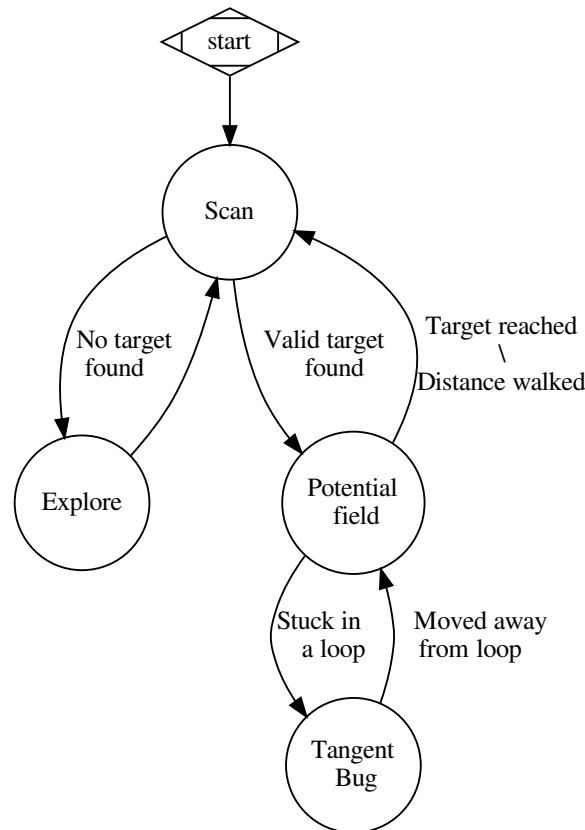 start
Scan
No target
found
Valid target
found
Target reached
\
Distance walked
Explore
Potential
field
Stuck in
a loop
Moved away
from loop
Tangent
Bug